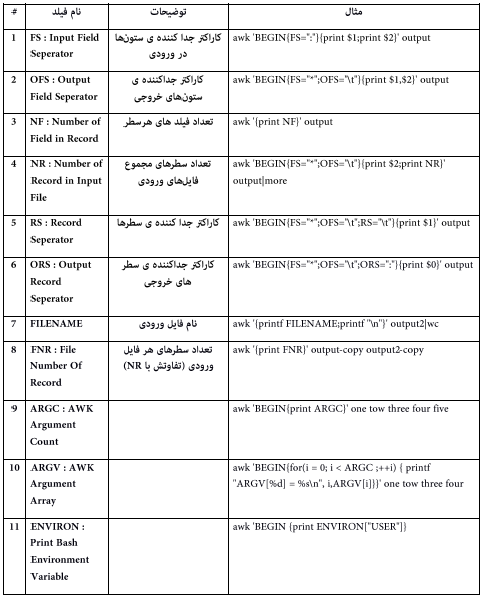 # نام فیلد توضیحات مثال
1 FS : Input Field کاراکتر جدا کننده ی ستون‌ها awk 'BEGIN{FS=":"}{print $1;print $2}' output
Seperator در ورودی
2 OFS : Output کاراکتر جداکننده ی awk 'BEGIN{FS="*";OFS="\t"}{print $1,$2}' output
Field Seperator ستون‌های خروجی
3 NF : Number of تعداد فیلد های هرسطر awk '{print NF}' output
Field in Record
4 NR : Number of تعداد سطرهای مجموع awk 'BEGIN{FS="*";OFS="\t"}{print $2;print NR}'
Record in Input فایل‌های ورودی output|more
File
5 RS : Record کاراکتر جدا کننده ی سطرها awk 'BEGIN{FS="*";OFS="\t";RS="\t"}{print $1}' output
Seperator
6 ORS : Output کاراکتر جداکننده ی سطر awk 'BEGIN{FS="*";OFS="\t";ORS=":"}{print $0}' output
Record های خروجی
Seperator
7 FILENAME نام فایل ورودی awk '{printf FILENAME;printf "\n"}' output2|wc
8 FNR : File تعداد سطرهای هر فایل awk '{print FNR}' output-copy output2-copy
Number Of ورودی (تفاوتش با NR)
Record
9 ARGC : AWK awk 'BEGIN{print ARGC}' one tow three four five
Argument
Count
10 ARGV : AWK awk 'BEGIN{for(i = 0; i < ARGC ;++i) { printf
Argument "ARGV[%d] = %s\n", i,ARGV[i]}}' one tow three four
Array
11 ENVIRON : awk 'BEGIN {print ENVIRON["USER"]}
Print Bash
Environment
Variable